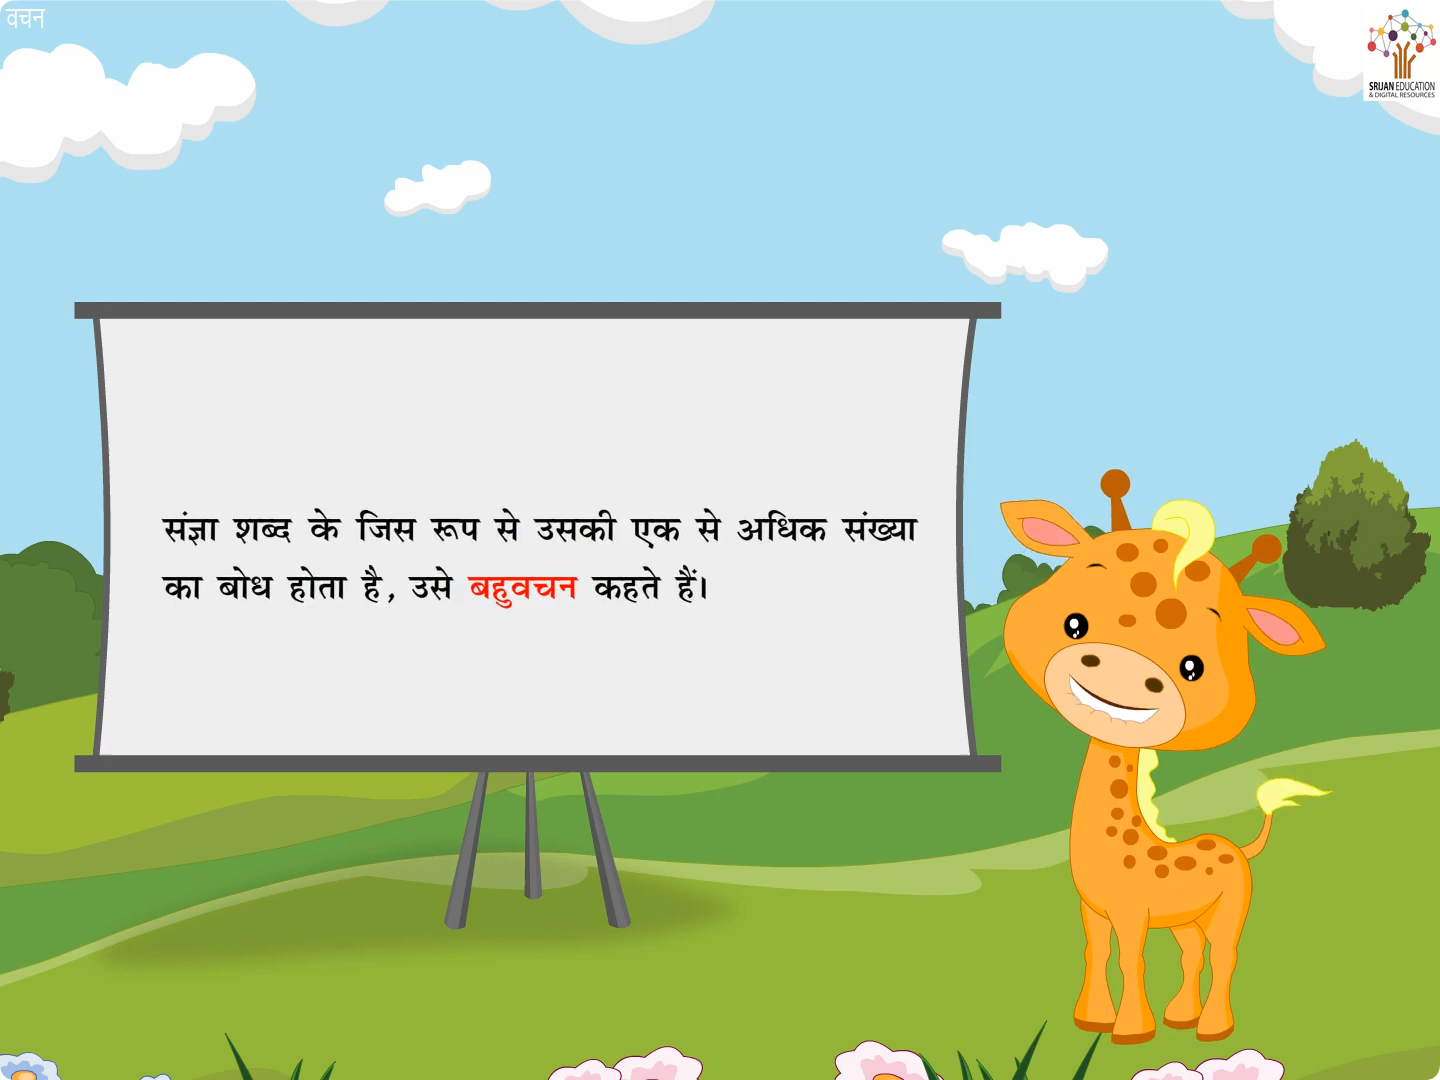 वचन
SRIJAN EDUCATION
& DIGITAL RESOURCES
संज्ञा शब्द के जिस रूप से उसकी एक से अधिक संख्या
का बोध होता है, उसे बहुवचन कहते हैं।